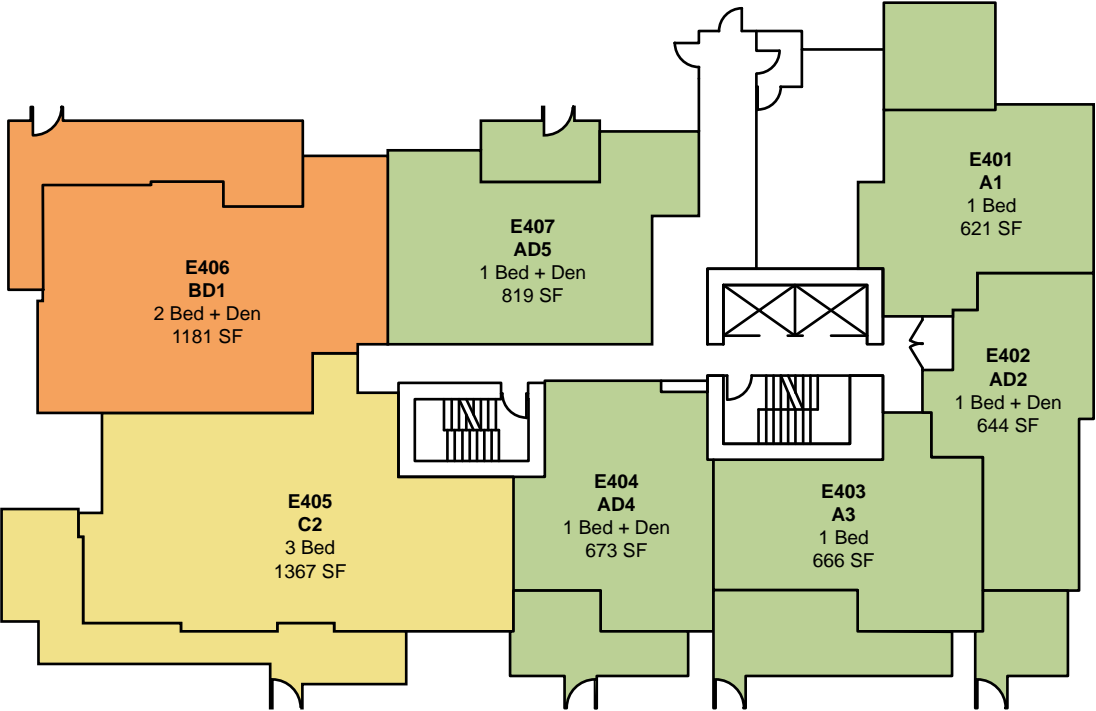 E401
A1
1 Bed
621 SF
E407
AD5
1 Bed + Den
819 SF
E406
BD1
2 Bed + Den
1181 SF
E402
AD2
1 Bed + Den
644 SF
E405
C2
3 Bed
1367 SF
E404
AD4
1 Bed + Den
673 SF
E403
A3
1 Bed
666 SF